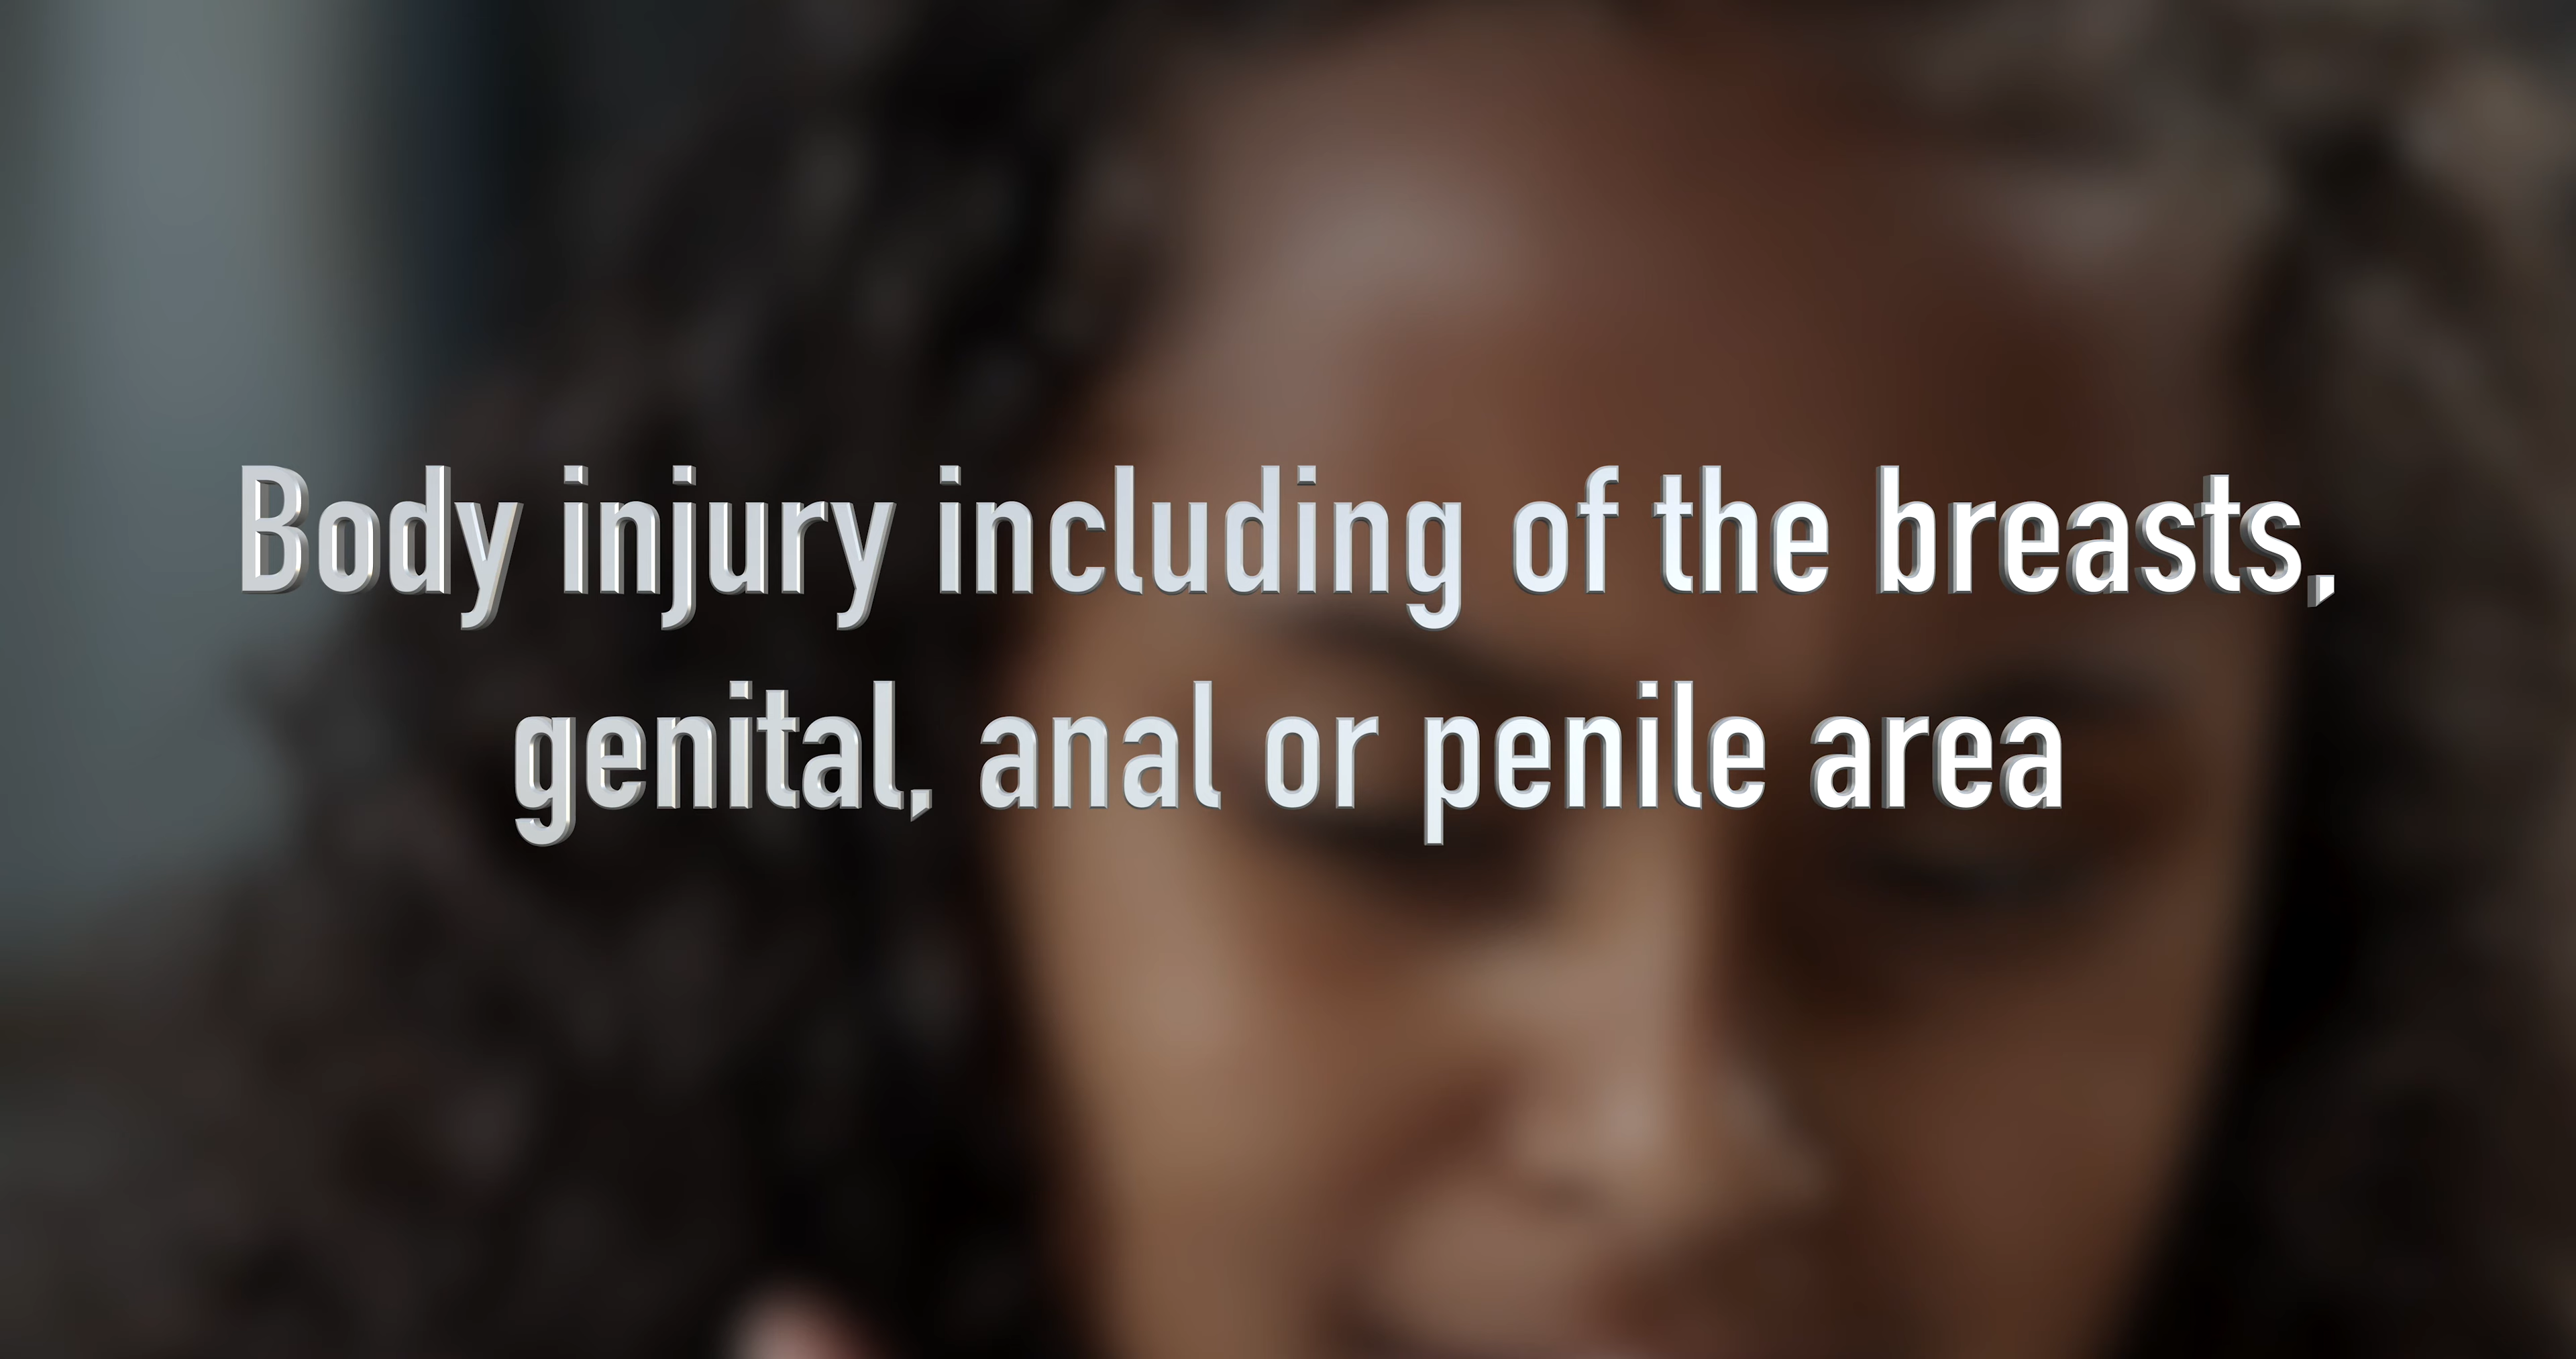 Body injury including of the breasts,
genital, anal or penile area